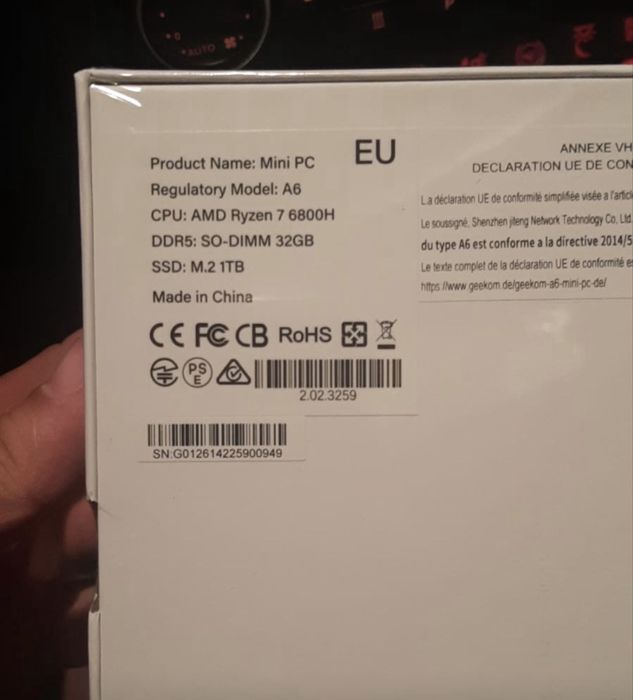 AUTO
EU
Product Name: Mini PC
Regulatory Model: A6
CPU: AMD Ryzen 7 6800H
DDR5: SO-DIMM 32GB
SSD: M.2 1TB
Made in China
CE FC CB RoHS
PS E
2.02.3259
SN:G012614225900949
ANNEXE VH
DECLARATION UE DE CON
La déclaration UE de conformité simplifiée visée a l'articl
Le soussigné, Shenzhen jiteng Network Technology Co, Ltd.
du type A6 est conforme a la directive 2014/5
Le texte complet de la déclaration UE de conformité es
https://www.geekom.de/geekom-a6-mini-pc-de/